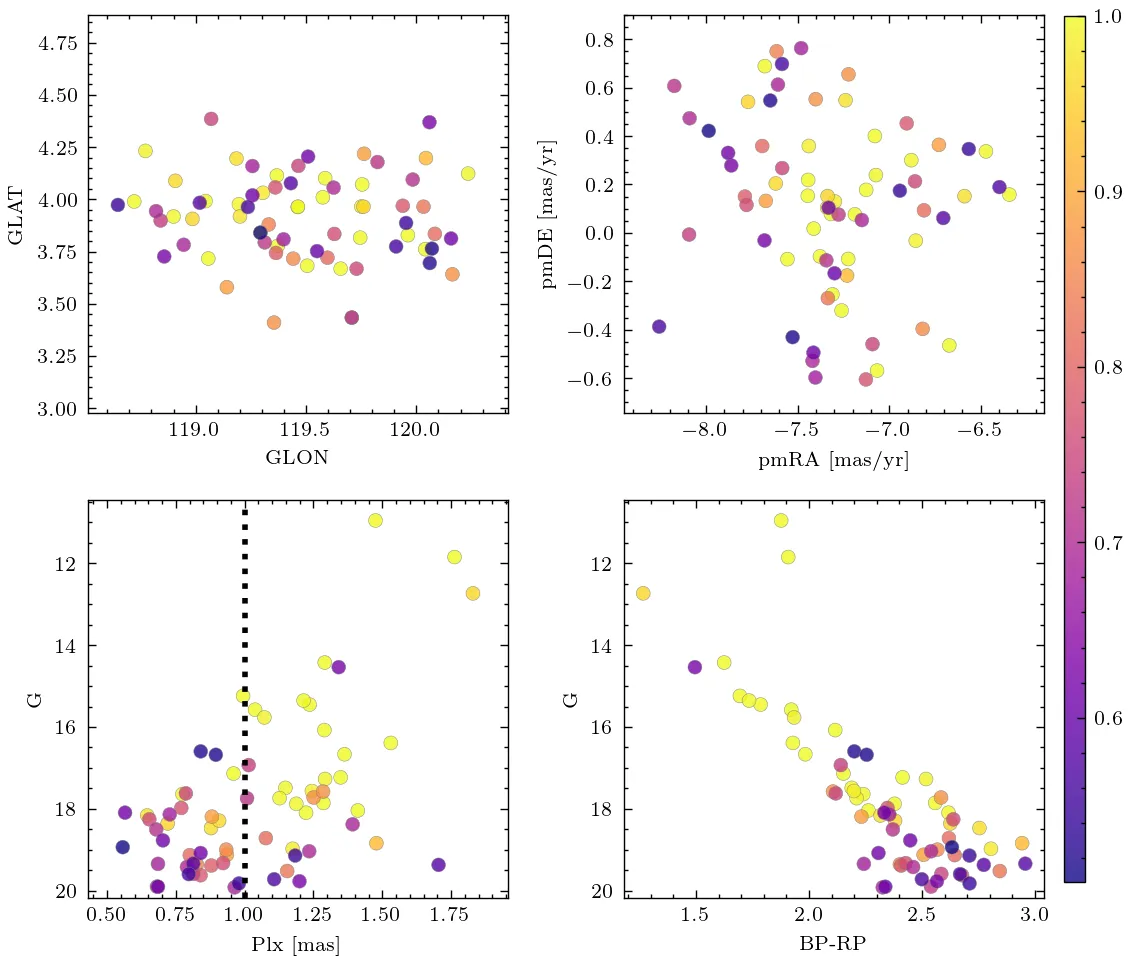 4.75
4.50
4.25
4.00
3.75
3.50
3.25
3.00
GLAT
119.0 119.5 120.0
GLON
0.8
0.6
0.4
0.2
0.0
−0.2
−0.4
−0.6
pmDE [mas/yr]
−8.0 −7.5 −7.0 −6.5
pmRA [mas/yr]
12
14
16
18
20
G
0.50 0.75 1.00 1.25 1.50 1.75
Plx [mas]
12
14
16
18
20
G
1.5 2.0 2.5 3.0
BP-RP
1.0
0.9
0.8
0.7
0.6